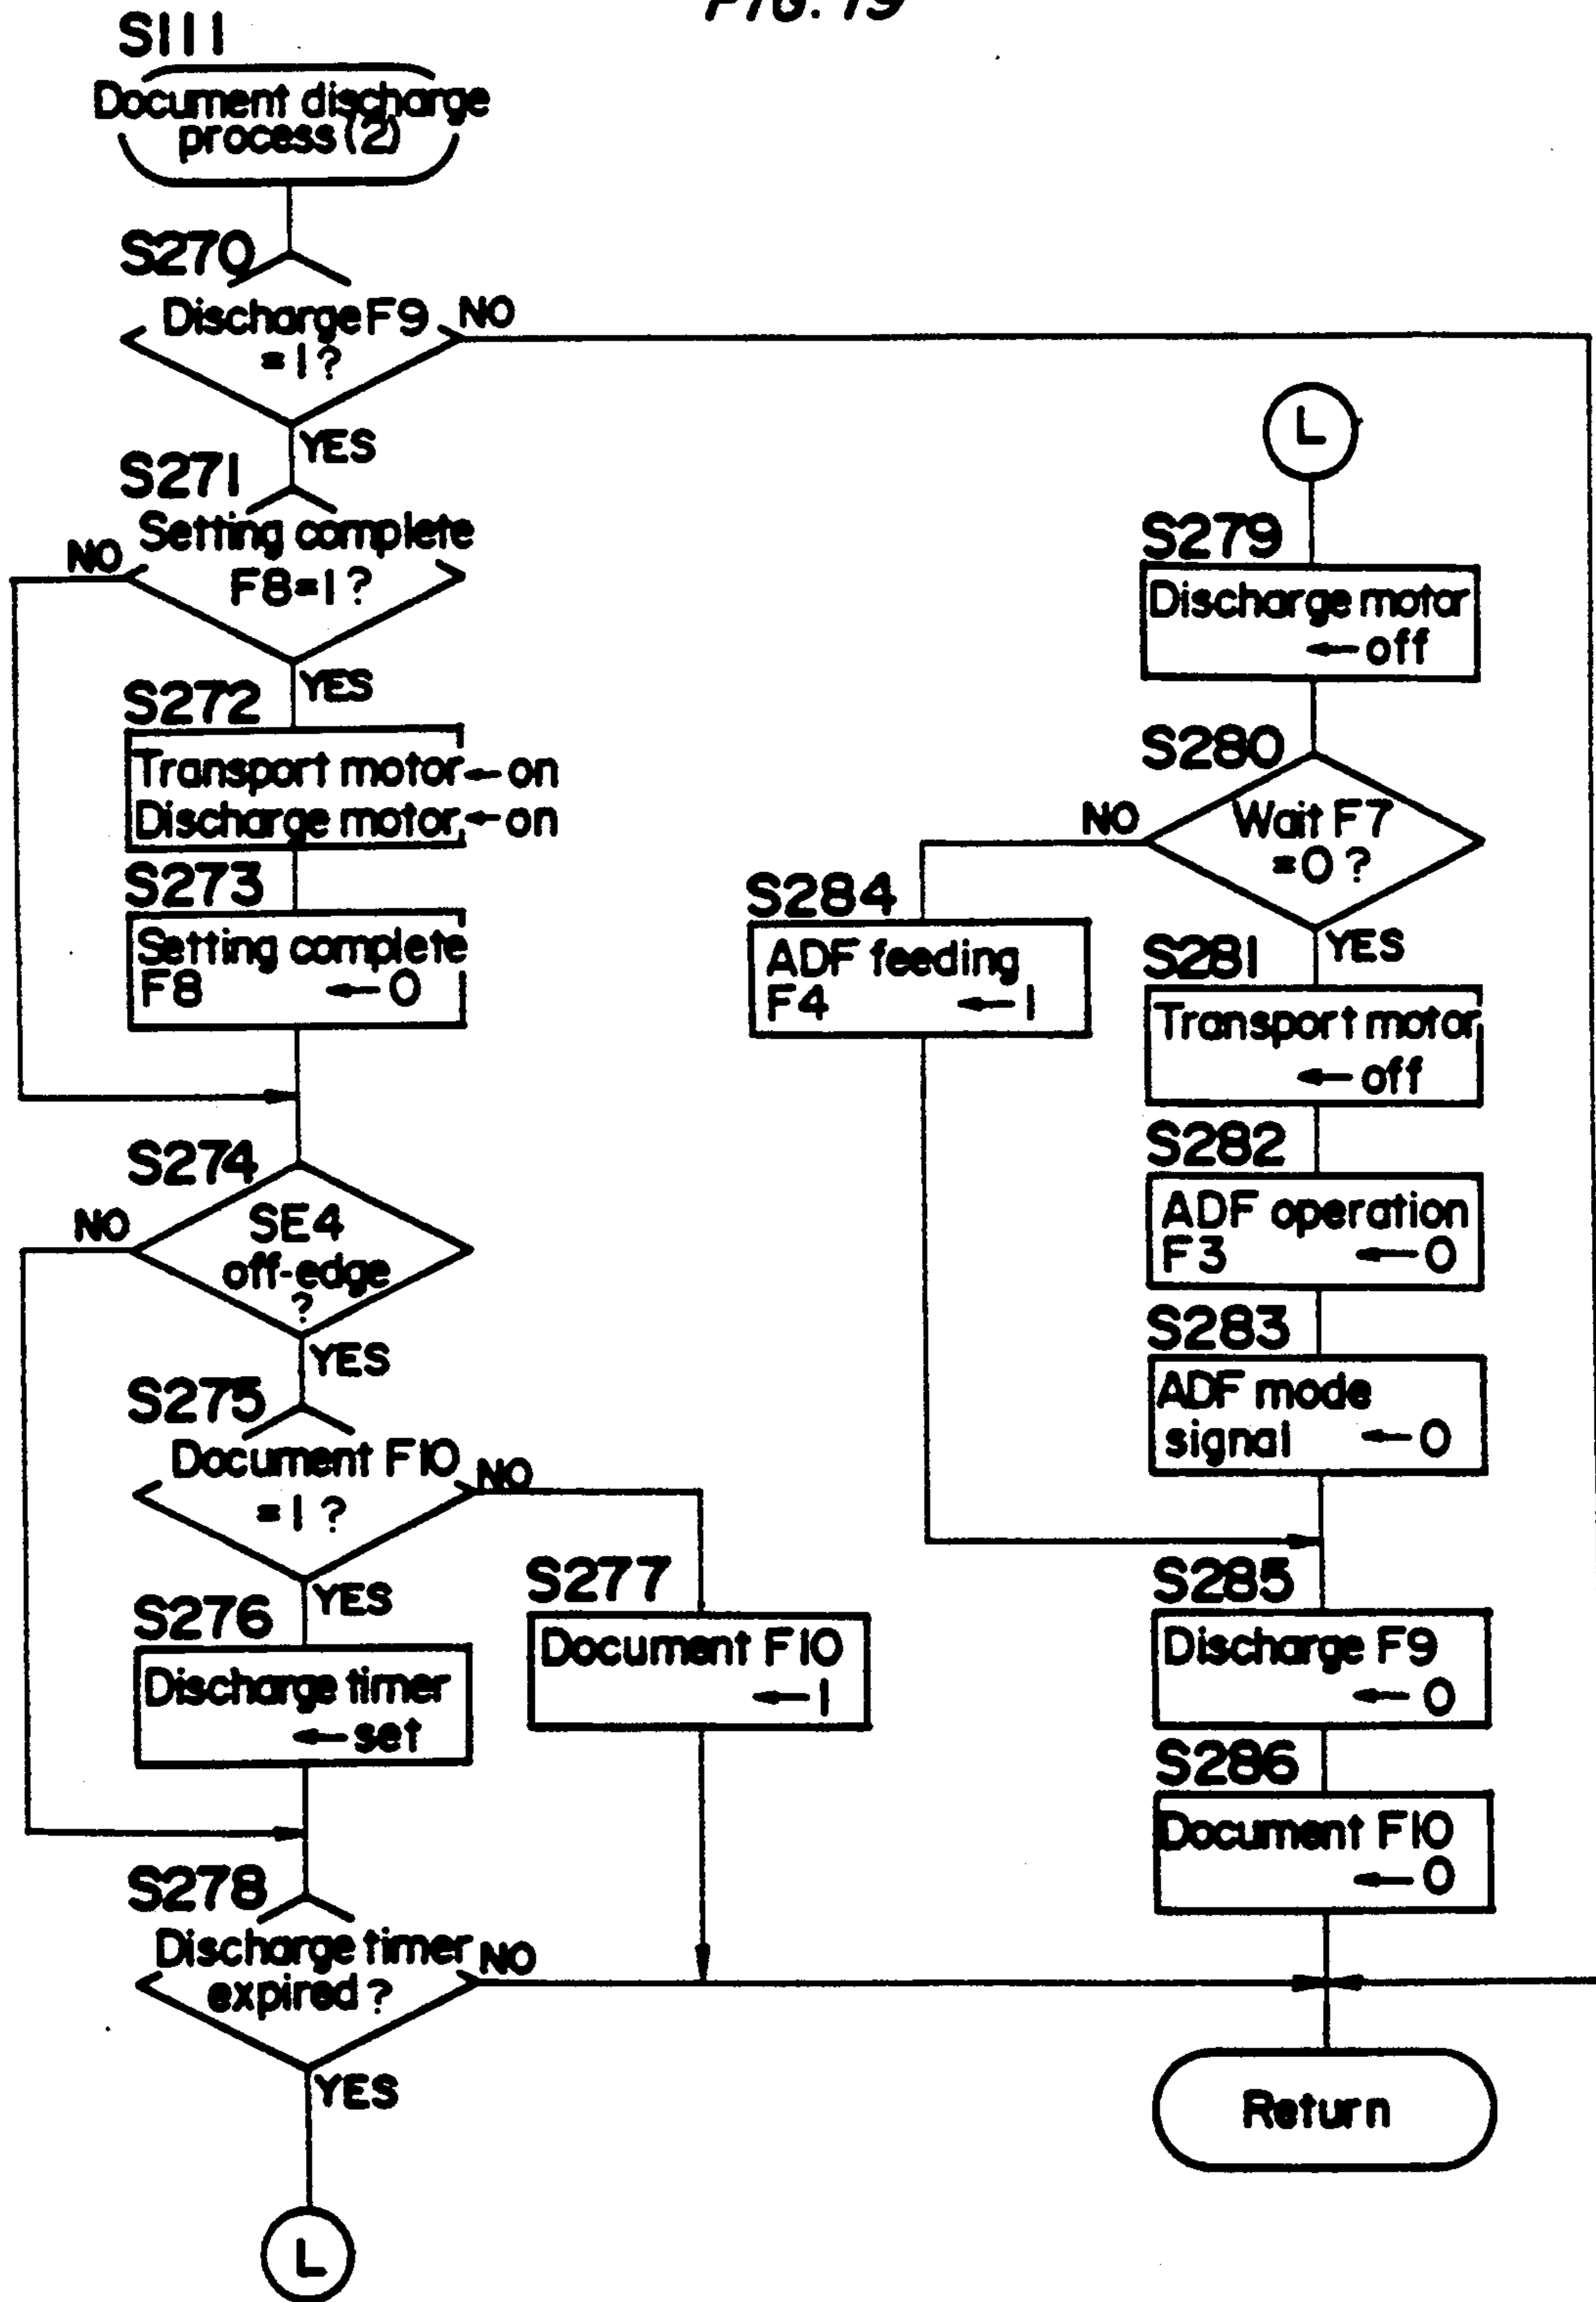 FIG. 19
S111
Document discharge
process(2)
S270
Discharge F9
=1?
NO
YES
S271
Setting complete
F8=1?
NO
YES
S272
Transport motor←on
Discharge motor←on
S273
Setting complete
F8 ←0
S274
SE4
off-edge
?
NO
YES
S275
Document F10
=1?
NO
YES
S276
Discharge timer
←set
S277
Document F10
←1
S278
Discharge timer
expired?
NO
YES
L
L
S279
Discharge motor
←off
S280
Wait F7
=0?
NO
YES
S284
ADF feeding
F4 ←1
S281
Transport motor
←off
S282
ADF operation
F3 ←0
S283
ADF mode
signal ←0
S285
Discharge F9
←0
S286
Document F10
←0
Return